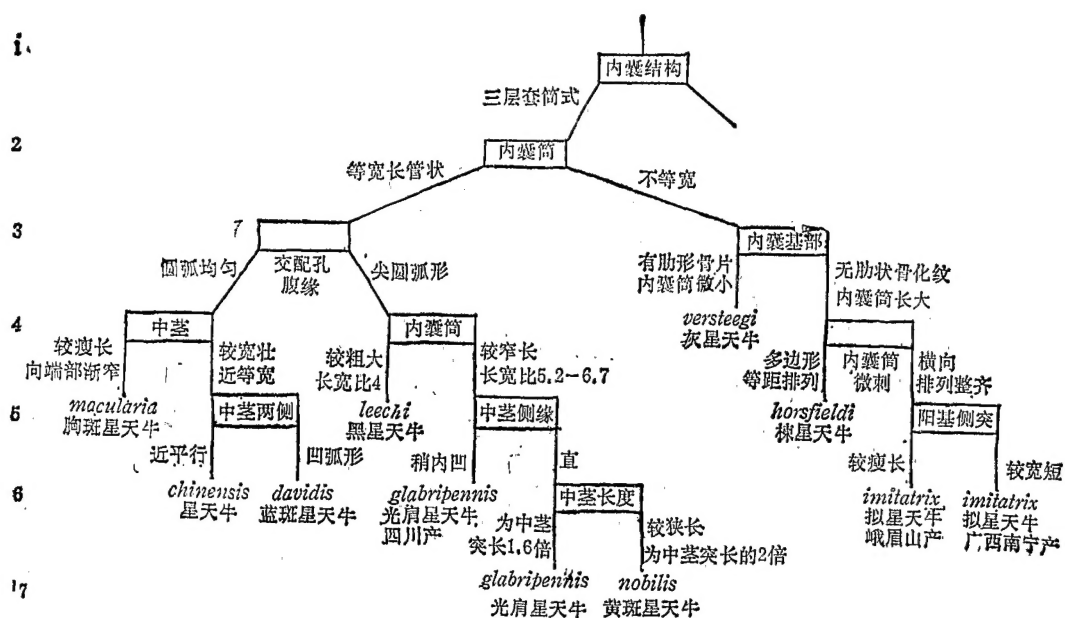 1.
内囊结构
三层套筒式
2
内囊筒
等宽长管状
不等宽
3
7
内囊基部
圆弧均匀
交配孔
腹缘
尖圆弧形
有肋形骨片
内囊筒微小
无肋状骨化纹
内囊筒长大
4
中茎
内囊筒
versteegi
灰星天牛
较瘦长
向端部渐窄
较宽壮
近等宽
较粗大
长宽比4
较窄长
长宽比5.2-6.7
多边形
等距排列
内囊筒
微刺
横向
排列整齐
5
macularia
胸斑星天牛
中茎两侧
leechi
黑星天牛
中茎侧缘
horsfieldi
楝星天牛
阳基侧突
近平行
凹弧形
稍内凹
直
较瘦长
较宽短
6
chinensis
星天牛
davidis
蓝斑星天牛
glabripennis
光肩星天牛
四川产
中茎长度
imitatrix
拟星天牛
峨眉山产
imitatrix
拟星天牛
广西南宁产
为中茎
突长1.6倍
较狭长
为中茎突长的2倍
17
glabripennis
光肩星天牛
nobilis
黄斑星天牛